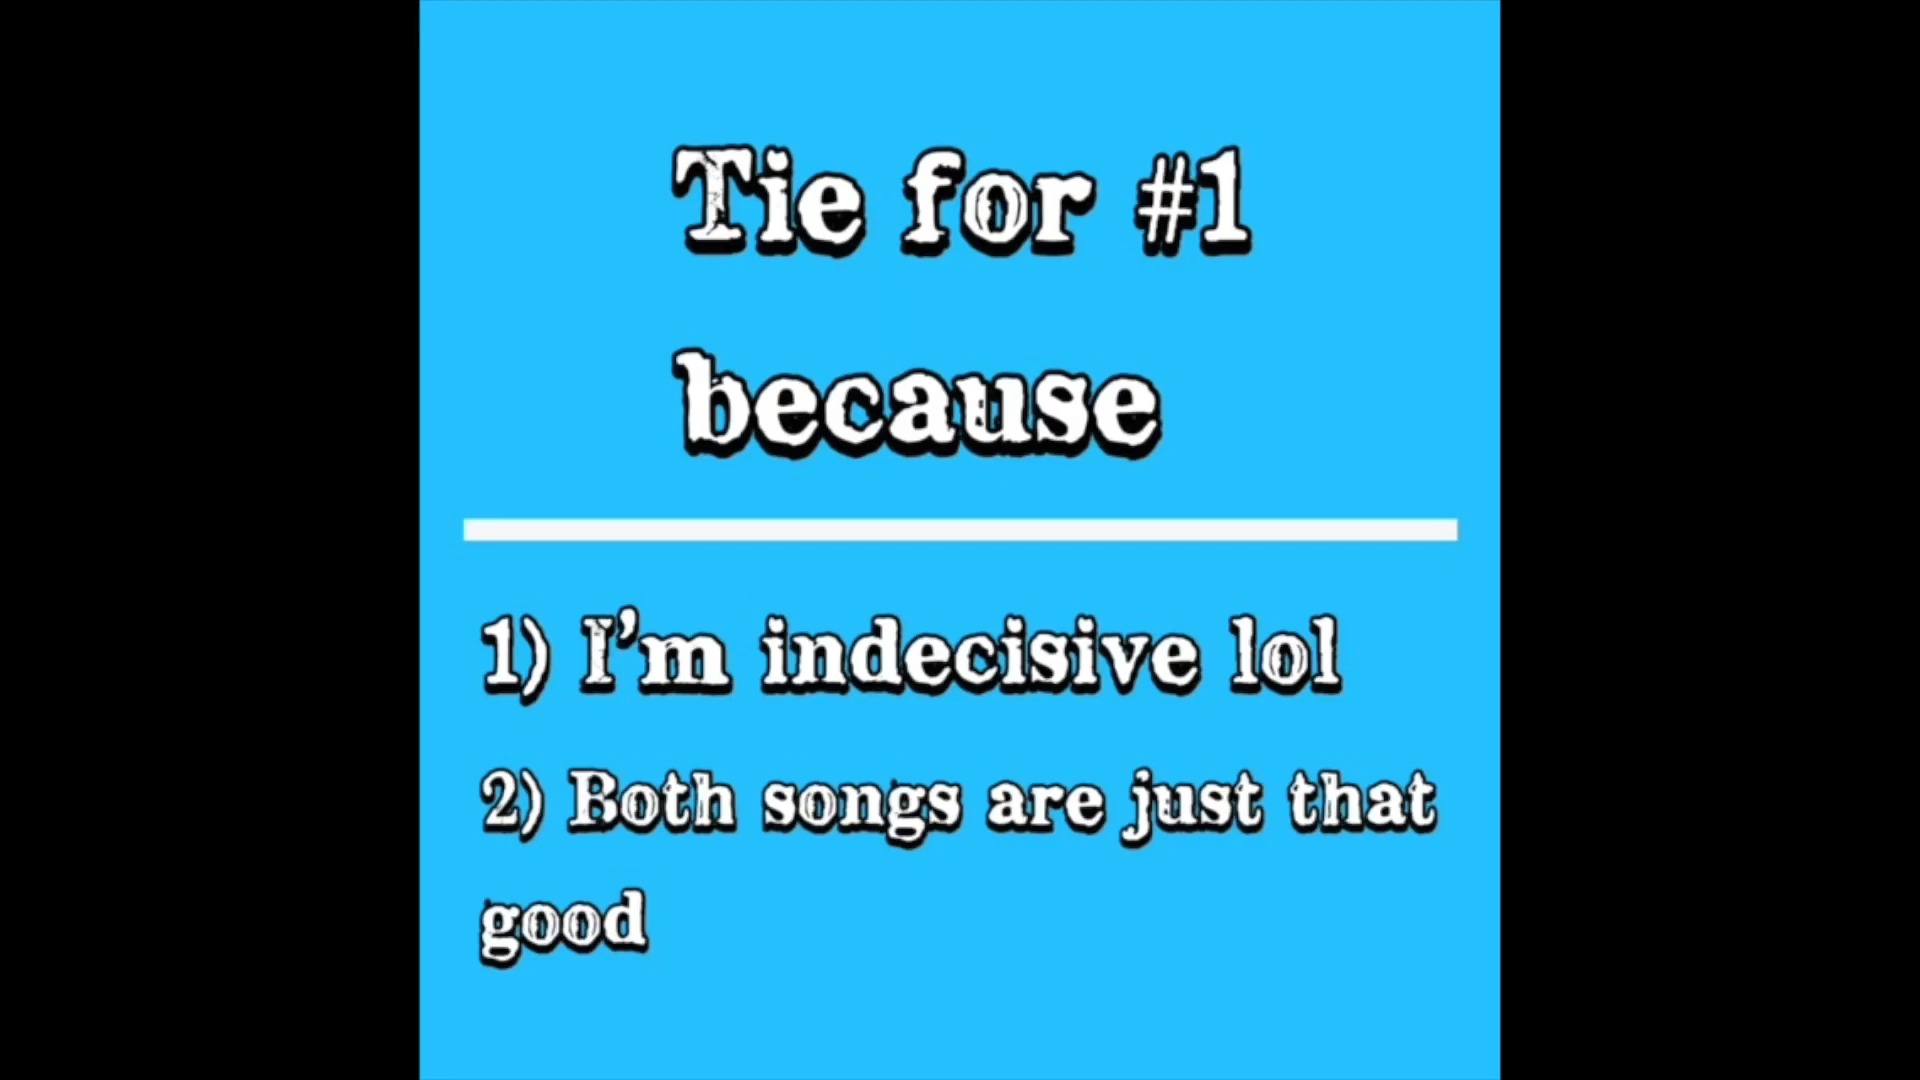 Tie for #1
because
1) I'm indecisive lol
2) Both songs are just that
good